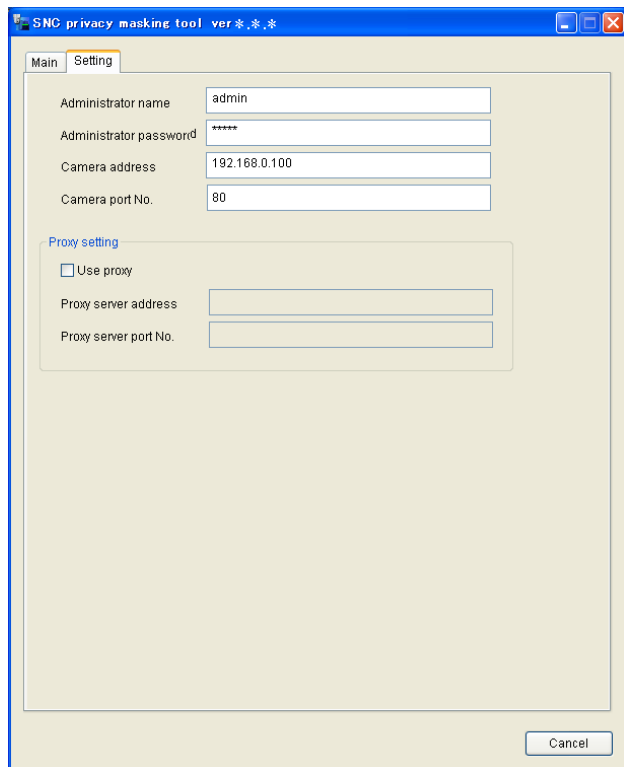 SNC privacy masking tool ver *.*.*
Main Setting
Administrator name admin
Administrator password *****
Camera address 192.168.0.100
Camera port No. 80
Proxy setting
Use proxy
Proxy server address
Proxy server port No.
Cancel